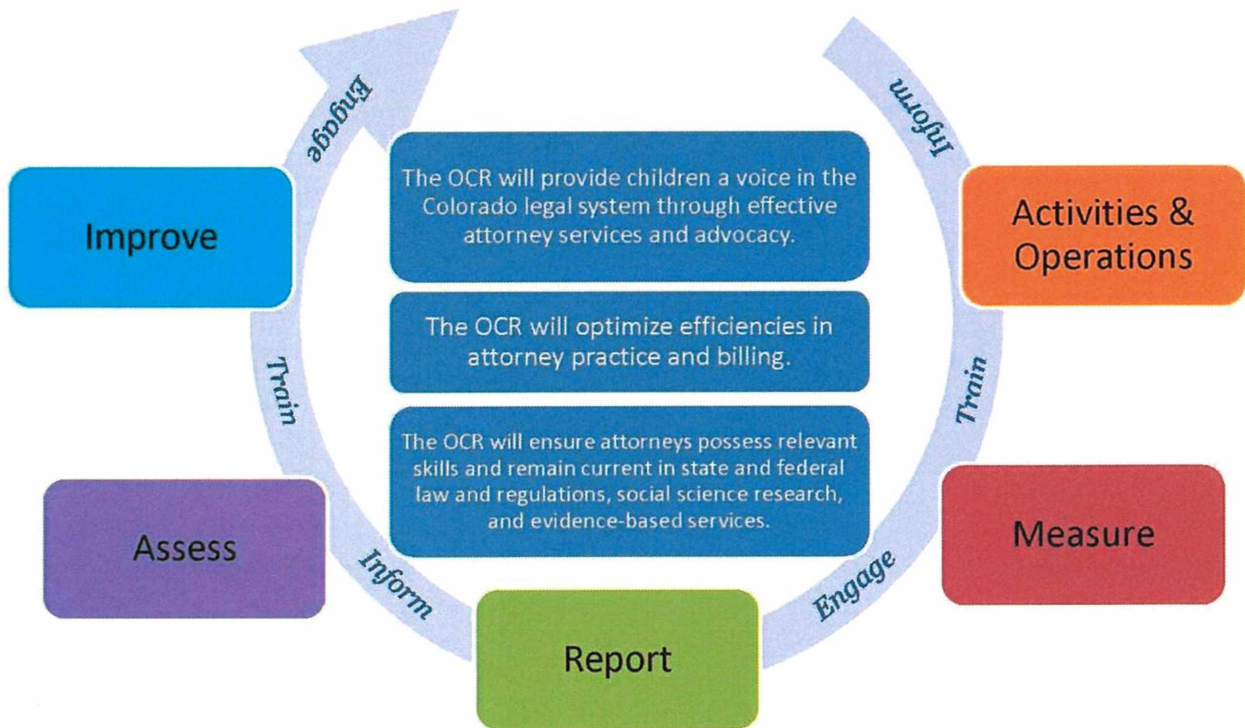 Engage
Inform
The OCR will provide children a voice in the
Colorado legal system through effective
attorney services and advocacy.
Improve
Activities &
Operations
The OCR will optimize efficiencies in
attorney practice and billing.
Train
Train
The OCR will ensure attorneys possess relevant
skills and remain current in state and federal
law and regulations, social science research,
and evidence-based services.
Assess
Measure
Inform
Engage
Report